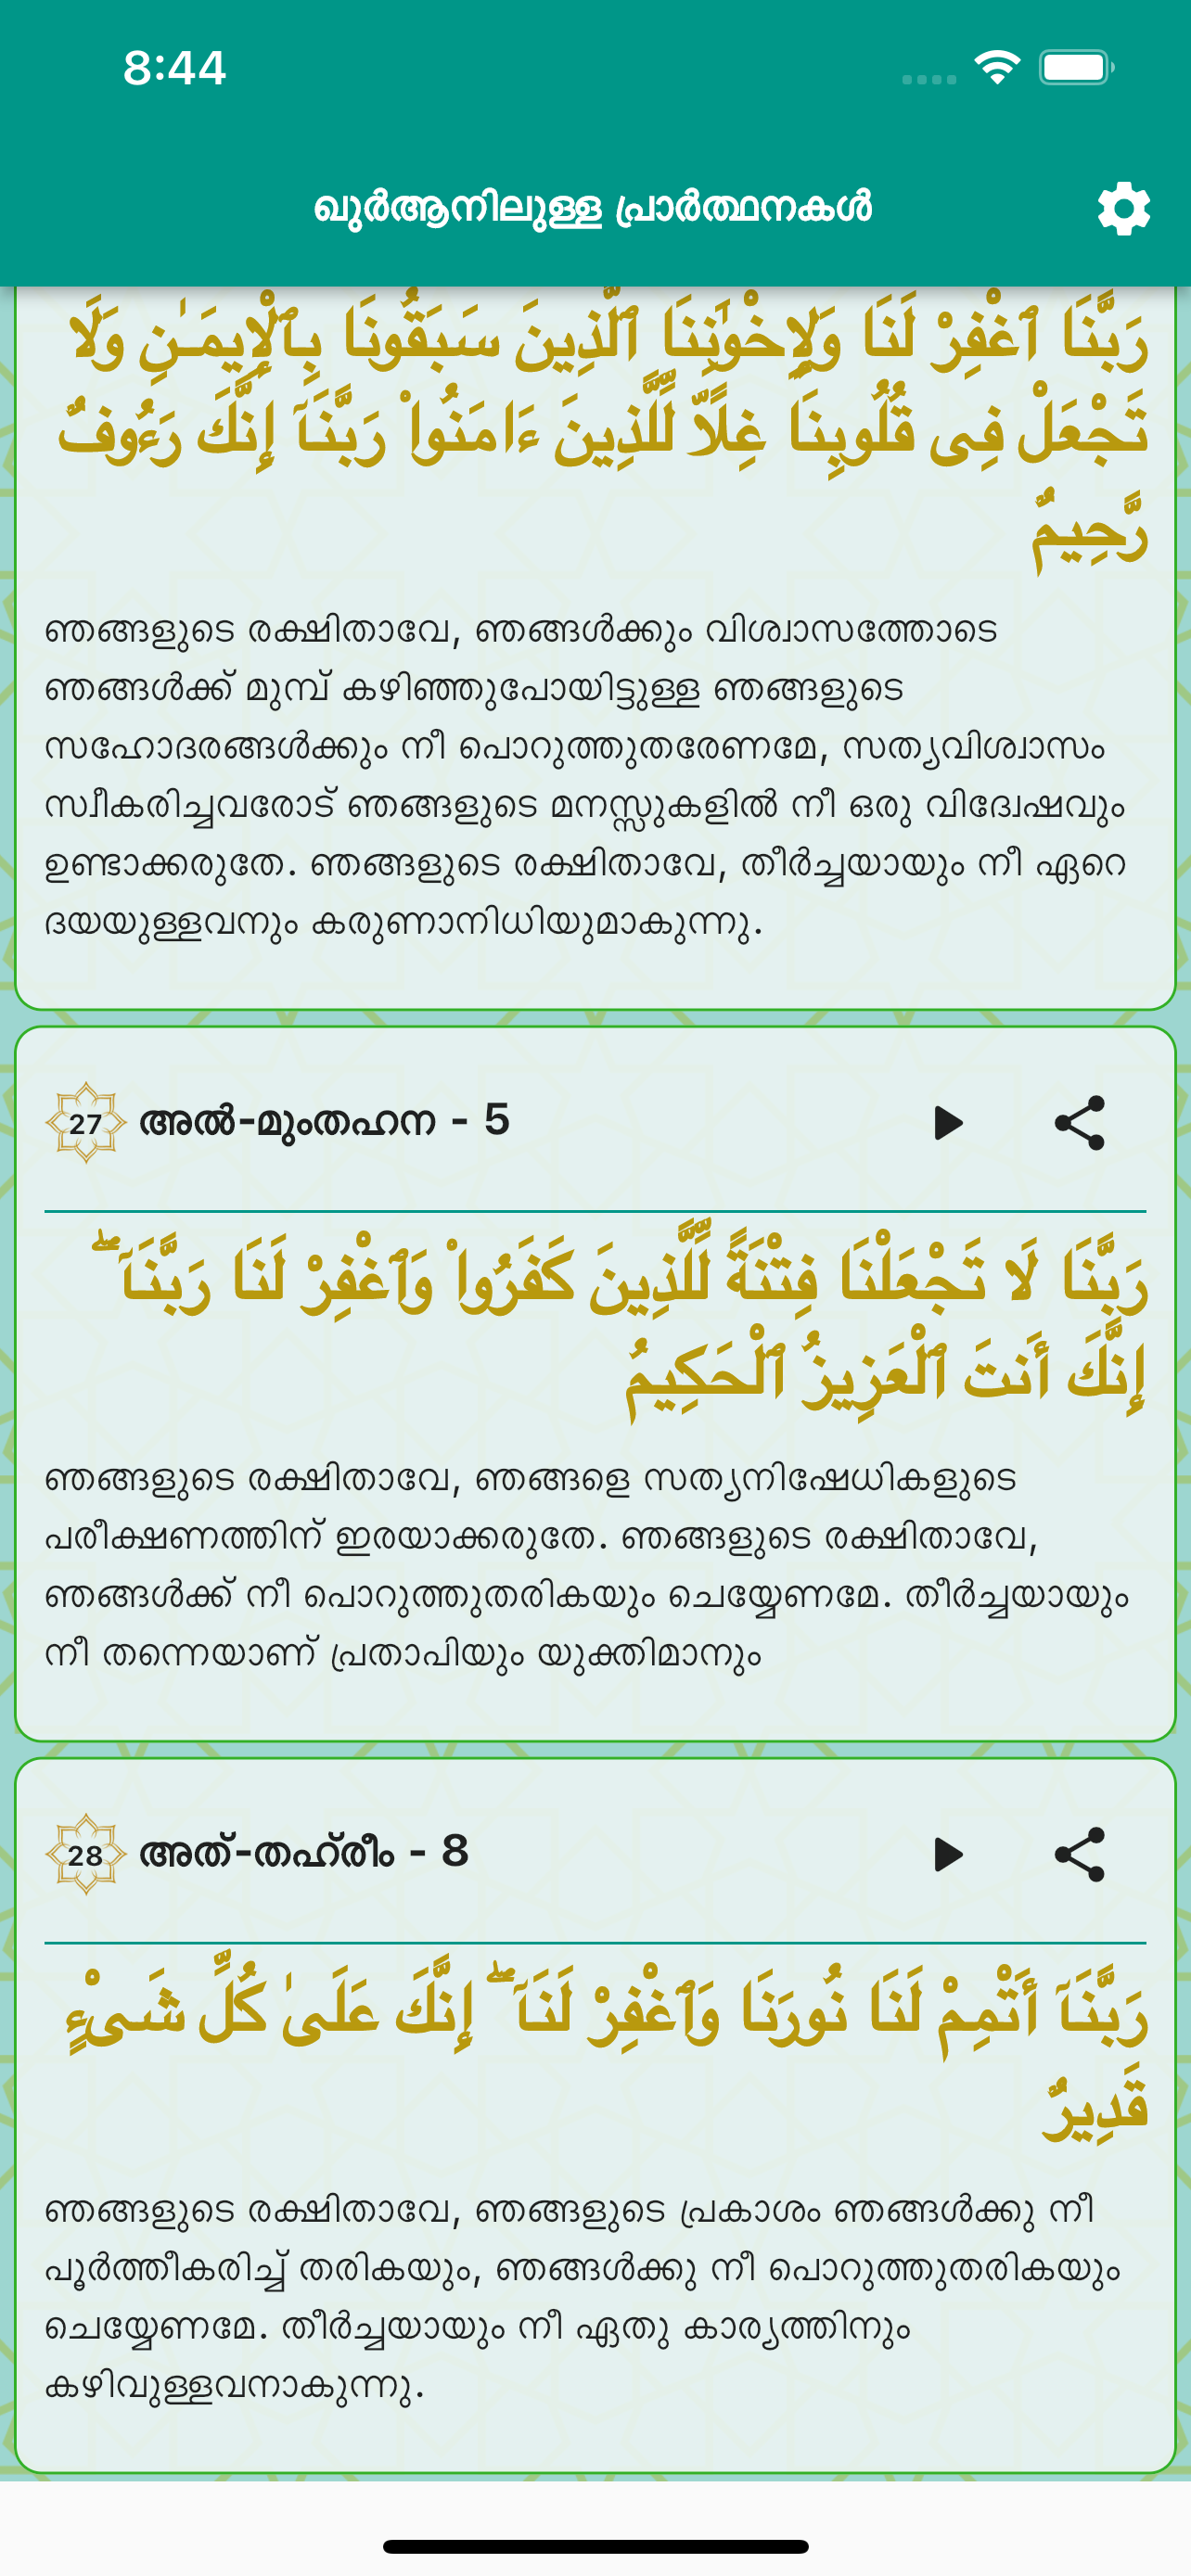 8:44
ഖുർആനിലുള്ള പ്രാർത്ഥനകൾ
رَبَّنَا ٱغْفِرْ لَنَا وَلِإِخْوَٰنِنَا ٱلَّذِينَ سَبَقُونَا بِٱلْإِيمَـٰنِ وَلَا
تَجْعَلْ فِى قُلُوبِنَا غِلًّا لِّلَّذِينَ ءَامَنُوا۟ رَبَّنَآ إِنَّكَ رَءُوفٌ
رَّحِيمٌ
ഞങ്ങളുടെ രക്ഷിതാവേ, ഞങ്ങൾക്കും വിശ്വാസത്തോടെ
ഞങ്ങൾക്ക് മുമ്പ് കഴിഞ്ഞുപോയിട്ടുള്ള ഞങ്ങളുടെ
സഹോദരങ്ങൾക്കും നീ പൊറുത്തുതരേണമേ, സത്യവിശ്വാസം
സ്വീകരിച്ചവരോട് ഞങ്ങളുടെ മനസ്സുകളിൽ നീ ഒരു വിദ്വേഷവും
ഉണ്ടാക്കരുതേ. ഞങ്ങളുടെ രക്ഷിതാവേ, തീർച്ചയായും നീ ഏറെ
ദയയുള്ളവനും കരുണാനിധിയുമാകുന്നു.
27 അൽ-മുംതഹന - 5
رَبَّنَا لَا تَجْعَلْنَا فِتْنَةً لِّلَّذِينَ كَفَرُوا۟ وَٱغْفِرْ لَنَا رَبَّنَآ ۖ
إِنَّكَ أَنتَ ٱلْعَزِيزُ ٱلْحَكِيمُ
ഞങ്ങളുടെ രക്ഷിതാവേ, ഞങ്ങളെ സത്യനിഷേധികളുടെ
പരീക്ഷണത്തിന് ഇരയാക്കരുതേ. ഞങ്ങളുടെ രക്ഷിതാവേ,
ഞങ്ങൾക്ക് നീ പൊറുത്തുതരികയും ചെയ്യേണമേ. തീർച്ചയായും
നീ തന്നെയാണ് പ്രതാപിയും യുക്തിമാനും
28 അത്-തഹ്രീം - 8
رَبَّنَآ أَتْمِمْ لَنَا نُورَنَا وَٱغْفِرْ لَنَآ ۖ إِنَّكَ عَلَىٰ كُلِّ شَىْءٍ
قَدِيرٌ
ഞങ്ങളുടെ രക്ഷിതാവേ, ഞങ്ങളുടെ പ്രകാശം ഞങ്ങൾക്കു നീ
പൂർത്തീകരിച്ച് തരികയും, ഞങ്ങൾക്കു നീ പൊറുത്തുതരികയും
ചെയ്യേണമേ. തീർച്ചയായും നീ ഏതു കാര്യത്തിനും
കഴിവുള്ളവനാകുന്നു.